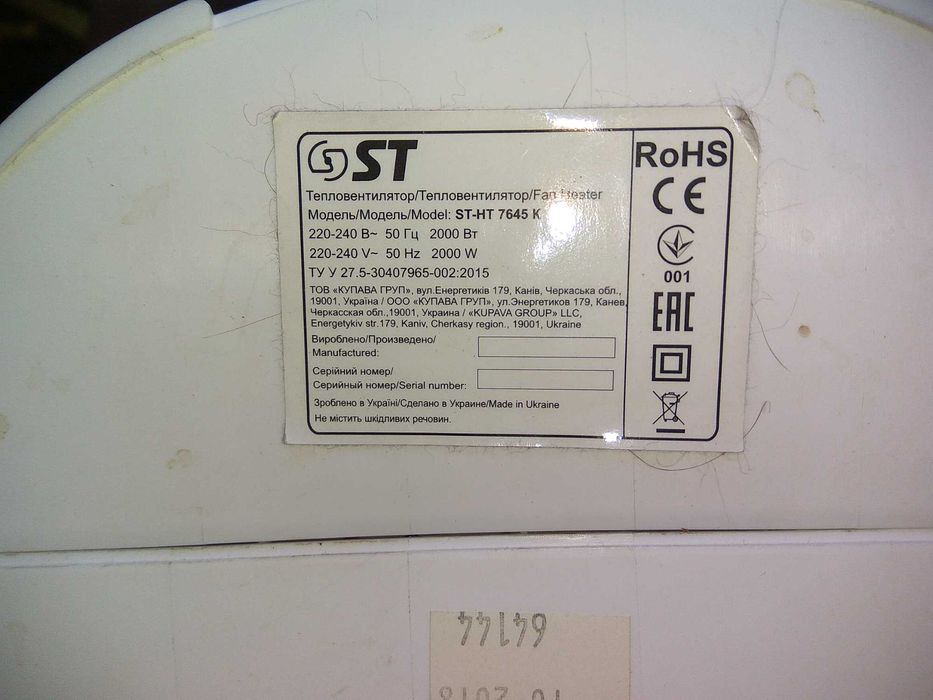 ST
Тепловентилятор/Тепловентилятор/Fan Heater
Модель/Модель/Model: ST-HT 7645 K
220-240 В~ 50 Гц 2000 Вт
220-240 V~ 50 Hz 2000 W
ТУ У 27.5-30407965-002:2015
ТОВ «КУПАВА ГРУП», вул.Енергетиків 179, Канів, Черкаська обл.,
19001, Україна / ООО «КУПАВА ГРУП», ул.Энергетиков 179, Канев,
Черкасская обл.,19001, Украина / «KUPAVA GROUP» LLC,
Energetykiv str.179, Kaniv, Cherkasy region., 19001, Ukraine
Вироблено/Произведено/
Manufactured:
Серійний номер/
Серийный номер/Serial number:
Зроблено в Україні/Сделано в Украине/Made in Ukraine
Не містить шкідливих речовин.
RoHS
CE
001
EAC
64144